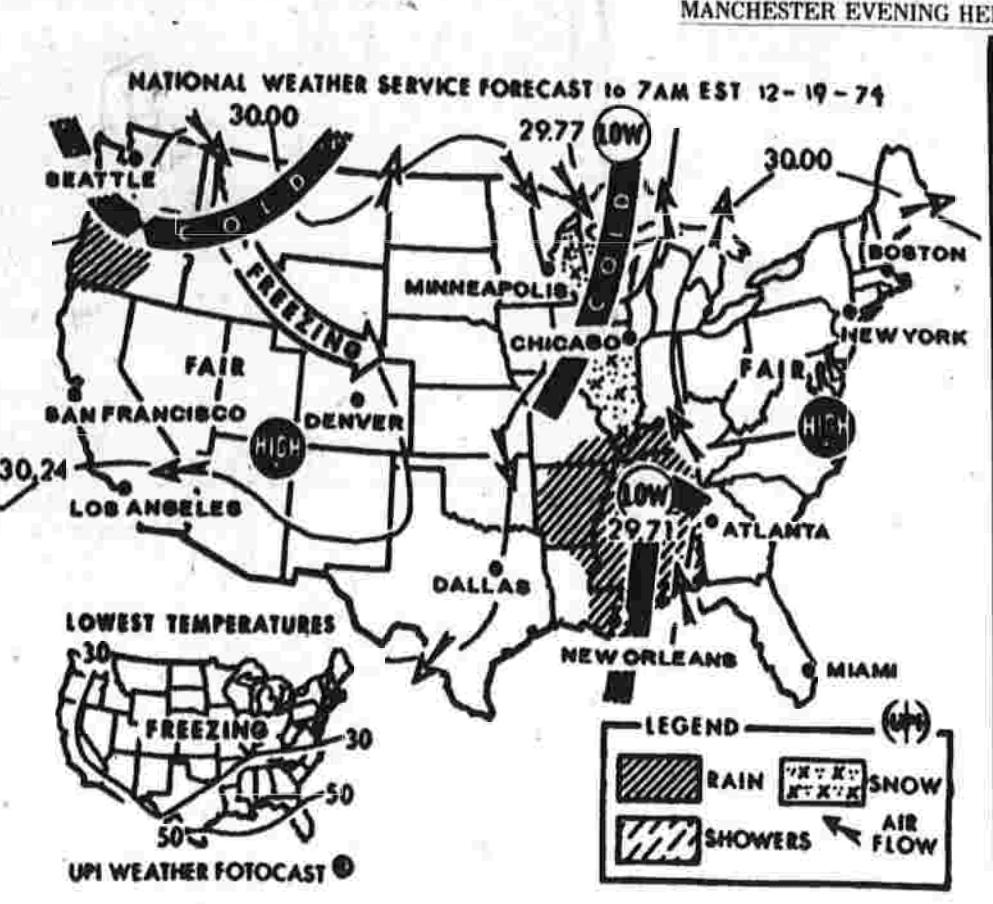 MANCHESTER EVENING HE
NATIONAL WEATHER SERVICE FORECAST to 7AM EST 12-19-74
30.00
29.77
LOW
30.00
SEATTLE
COLD
COLD
BOSTON
FREEZING
MINNEAPOLIS
NEW YORK
CHICAGO
FAIR
FAIR
SAN FRANCISCO
DENVER
HIGH
HIGH
30.24
LOS ANGELES
LOW
29.71
ATLANTA
DALLAS
LOWEST TEMPERATURES
30
NEW ORLEANS
MIAMI
FREEZING
30
50
50
UPI WEATHER FOTOCAST
LEGEND
UPI
RAIN
SNOW
SHOWERS
AIR
FLOW